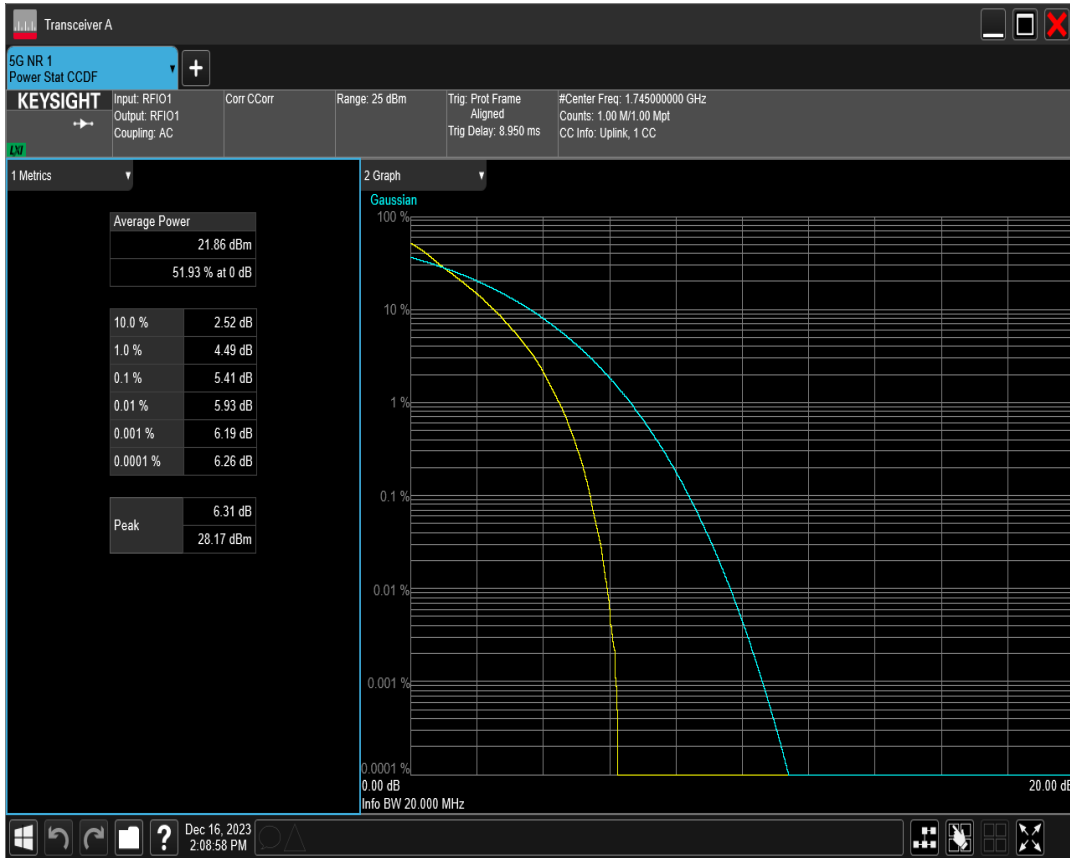 Transceiver A
5G NR 1
Power Stat CCDF
+
KEYSIGHT
LXI
Input: RFIO1
Output: RFIO1
Coupling: AC
Corr CCorr
Range: 25 dBm
Trig: Prot Frame
Aligned
Trig Delay: 8.950 ms
#Center Freq: 1.745000000 GHz
Counts: 1.00 M/1.00 Mpt
CC Info: Uplink, 1 CC
1 Metrics
Average Power
21.86 dBm
51.93 % at 0 dB
10.0 % 2.52 dB
1.0 % 4.49 dB
0.1 % 5.41 dB
0.01 % 5.93 dB
0.001 % 6.19 dB
0.0001 % 6.26 dB
Peak
6.31 dB
28.17 dBm
2 Graph
Gaussian
100 %
10 %
1 %
0.1 %
0.01 %
0.001 %
0.0001 %
0.00 dB 20.00 dB
Info BW 20.000 MHz
?
Dec 16, 2023
2:08:58 PM